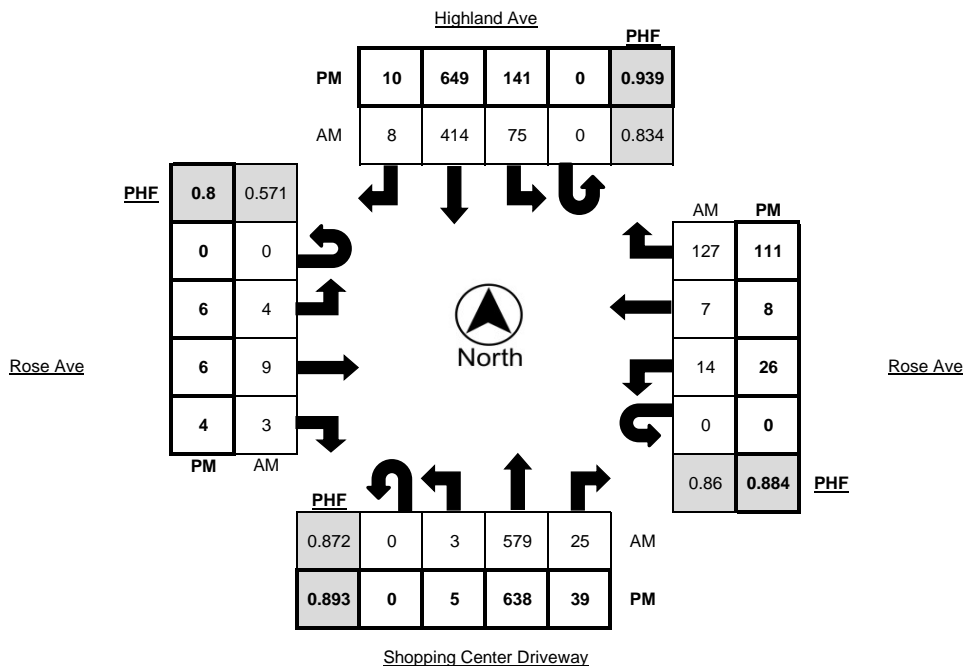 Highland Ave
PHF
PM 10 649 141 0 0.939
AM 8 414 75 0 0.834
PHF 0.8 0.571
AM PM
0 0
127 111
6 4
7 8
North
Rose Ave
6 9
14 26
Rose Ave
4 3
0 0
PM AM
0.86 0.884 PHF
PHF
0.872 0 3 579 25 AM
0.893 0 5 638 39 PM
Shopping Center Driveway